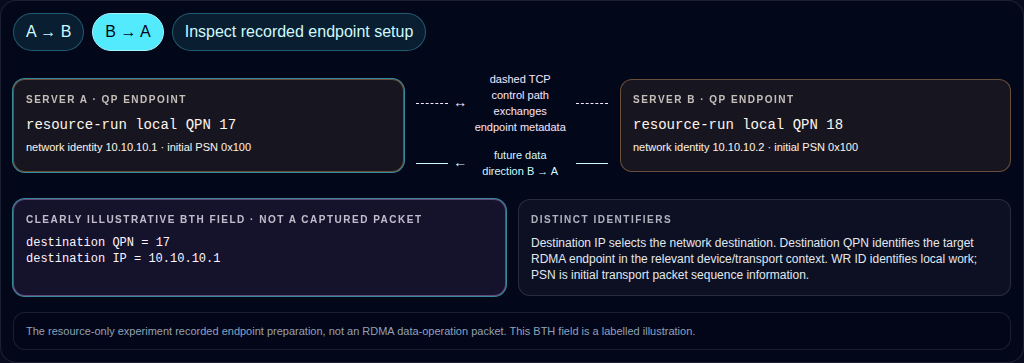 A → B
B → A
Inspect recorded endpoint setup
SERVER A · QP ENDPOINT
resource-run local QPN 17
network identity 10.10.10.1 · initial PSN 0x100
↔
dashed TCP
control path
exchanges
endpoint metadata
←
future data
direction B → A
SERVER B · QP ENDPOINT
resource-run local QPN 18
network identity 10.10.10.2 · initial PSN 0x100
CLEARLY ILLUSTRATIVE BTH FIELD · NOT A CAPTURED PACKET
destination QPN = 17
destination IP = 10.10.10.1
DISTINCT IDENTIFIERS
Destination IP selects the network destination. Destination QPN identifies the target
RDMA endpoint in the relevant device/transport context. WR ID identifies local work;
PSN is initial transport packet sequence information.
The resource-only experiment recorded endpoint preparation, not an RDMA data-operation packet. This BTH field is a labelled illustration.